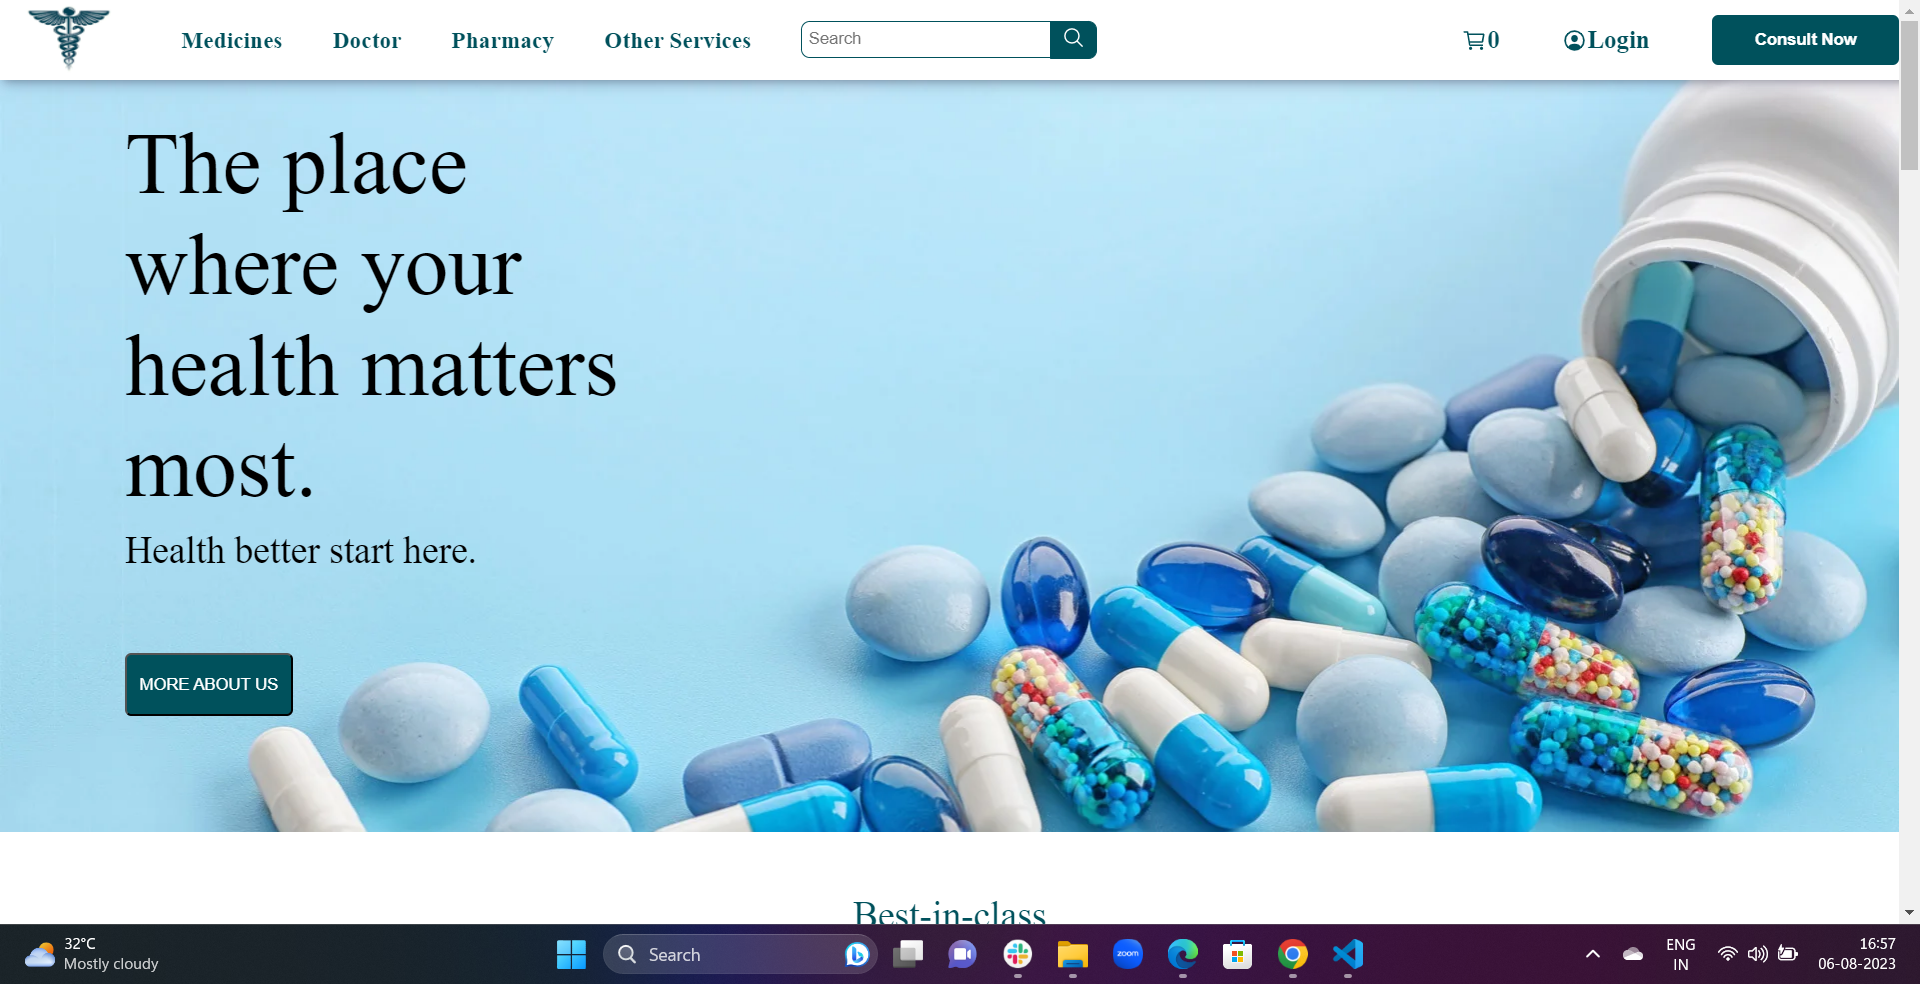 Medicines Doctor Pharmacy Other Services Search 0 Login Consult Now
The place
where your
health matters
most.
Health better start here.
MORE ABOUT US
Best-in-class
32°C
Mostly cloudy
Search
zoom
ENG
IN
16:57
06-08-2023